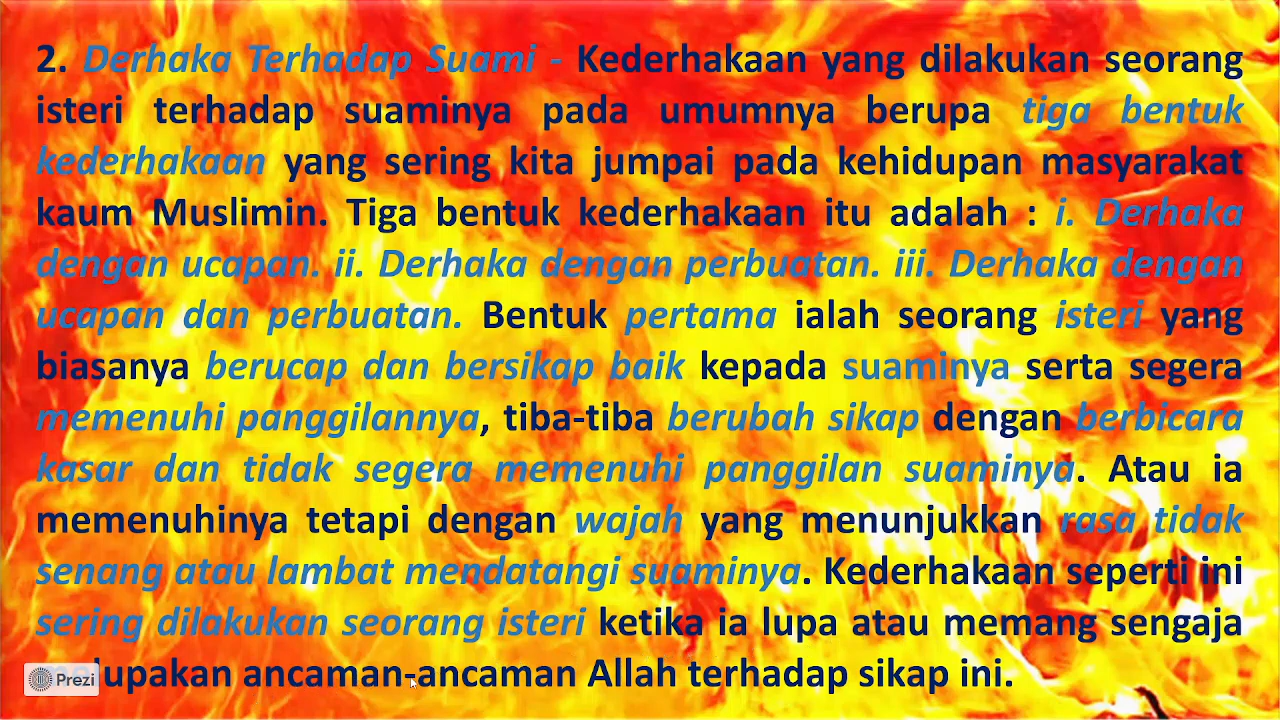 2. Derhaka Terhadap Suami - Kederhakaan yang dilakukan seorang
isteri terhadap suaminya pada umumnya berupa tiga bentuk
kederhakaan yang sering kita jumpai pada kehidupan masyarakat
kaum Muslimin. Tiga bentuk kederhakaan itu adalah : i. Derhaka
dengan ucapan. ii. Derhaka dengan perbuatan. iii. Derhaka dengan
ucapan dan perbuatan. Bentuk pertama ialah seorang isteri yang
biasanya berucap dan bersikap baik kepada suaminya serta segera
memenuhi panggilannya, tiba-tiba berubah sikap dengan berbicara
kasar dan tidak segera memenuhi panggilan suaminya. Atau ia
memenuhinya tetapi dengan wajah yang menunjukkan rasa tidak
senang atau lambat mendatangi suaminya. Kederhakaan seperti ini
sering dilakukan seorang isteri ketika ia lupa atau memang sengaja
lupakan ancaman-ancaman Allah terhadap sikap ini.
Prezi